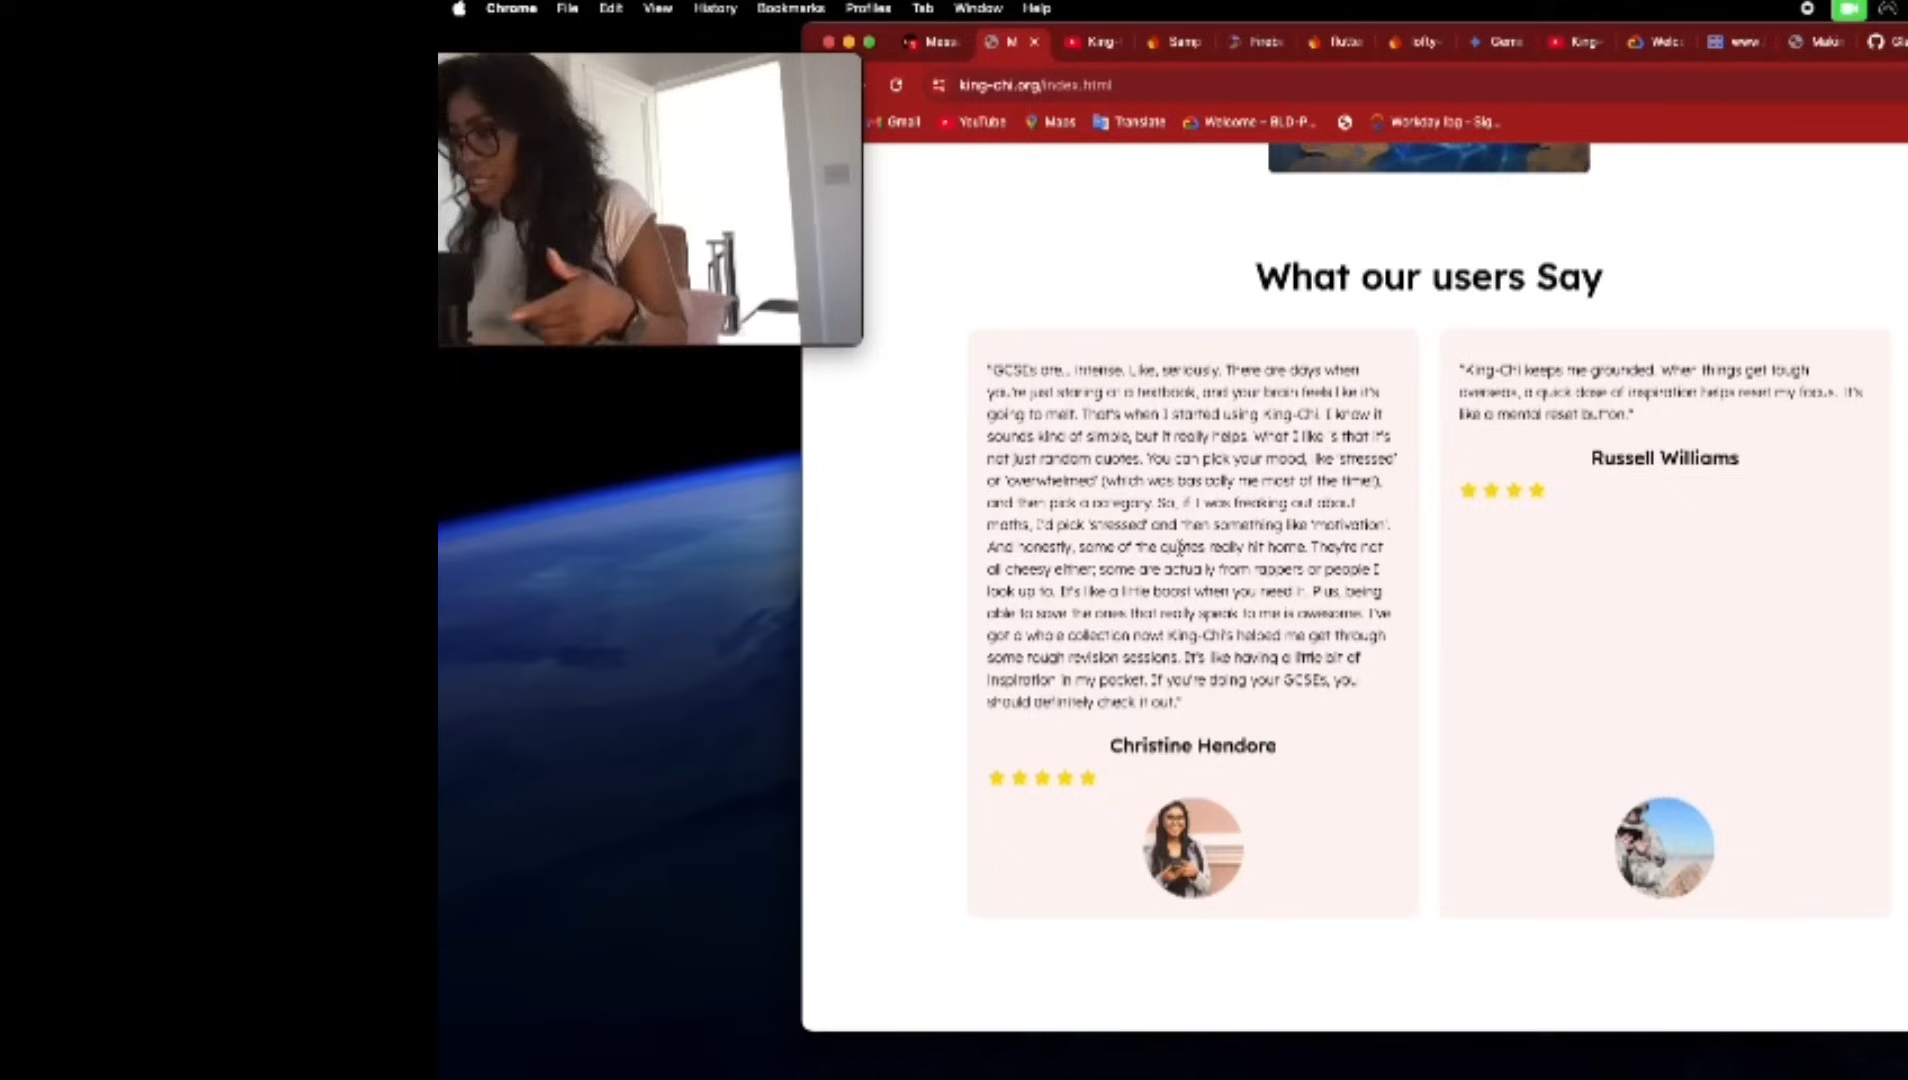 Chrome File Edit View History Bookmarks Profiles Tab Window Help
king-chi.org/index.html
Gmail YouTube Maps Translate Welcome – BLD-P... Workday
What our users Say
"GCSEs are... intense. Like, seriously. There are days when
you're just staring at a textbook, and your brain feels like it's
going to melt. That's when I started using King-Chi. I know it
sounds kind of simple, but it really helps. What I like is that it's
not just random quotes. You can pick your mood, like 'stressed'
or 'overwhelmed' (which was basically me most of the time!),
and then pick a category. So, if I was freaking out about
maths, I'd pick 'stressed' and then something like 'motivation'.
And honestly, some of the quotes really hit home. They're not
all cheesy either; some are actually from rappers or people I
look up to. It's like a little boost when you need it. Plus, being
able to save the ones that really speak to me is awesome. I've
got a whole collection now! King-Chi's helped me get through
some tough revision sessions. It's like having a little bit of
inspiration in my pocket. If you're doing your GCSEs, you
should definitely check it out."
Christine Hendore
"King-Chi keeps me grounded. When things get tough
overseas, a quick dose of inspiration helps reset my focus. It's
like a mental reset button."
Russell Williams